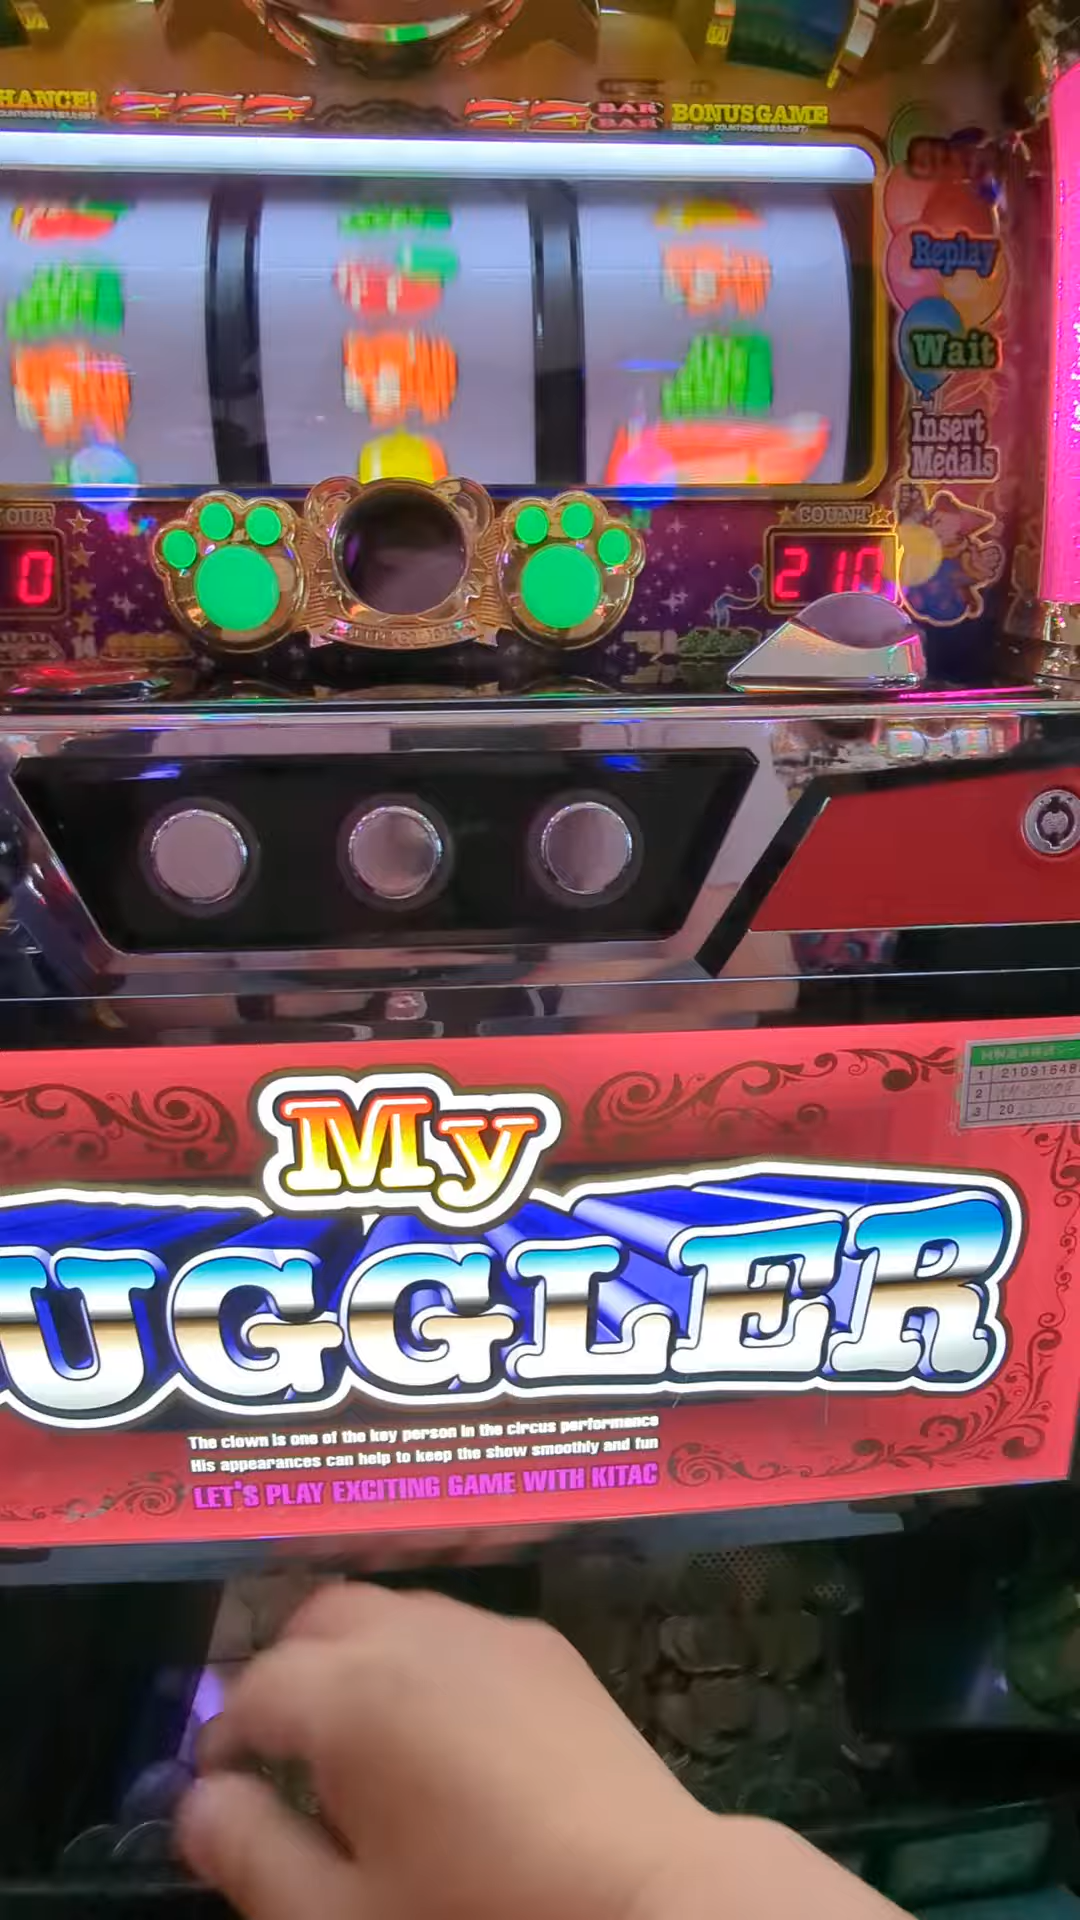 HANCE!
BAR
BAR
BONUS GAME
Replay
Wait
Insert
Medals
OUT
COUNT
0
210
My
UGGLER
1 21091648
2
3 20
The clown is one of the key person in the circus performance
His appearances can help to keep the show smoothly and fun
LET'S PLAY EXCITING GAME WITH KITAC